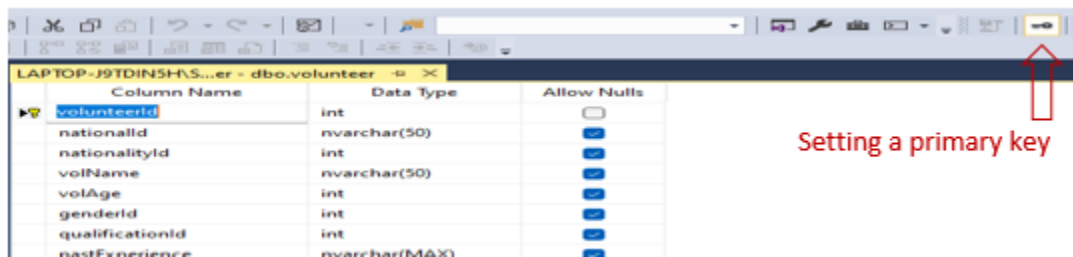 LAPTOP-J9TDIN5H\S...er - dbo.volunteer
Column Name Data Type Allow Nulls
volunteerId int
nationalId nvarchar(50)
nationalityId int
volName nvarchar(50)
volAge int
genderId int
qualificationId int
pastExperience nvarchar(MAX)
Setting a primary key